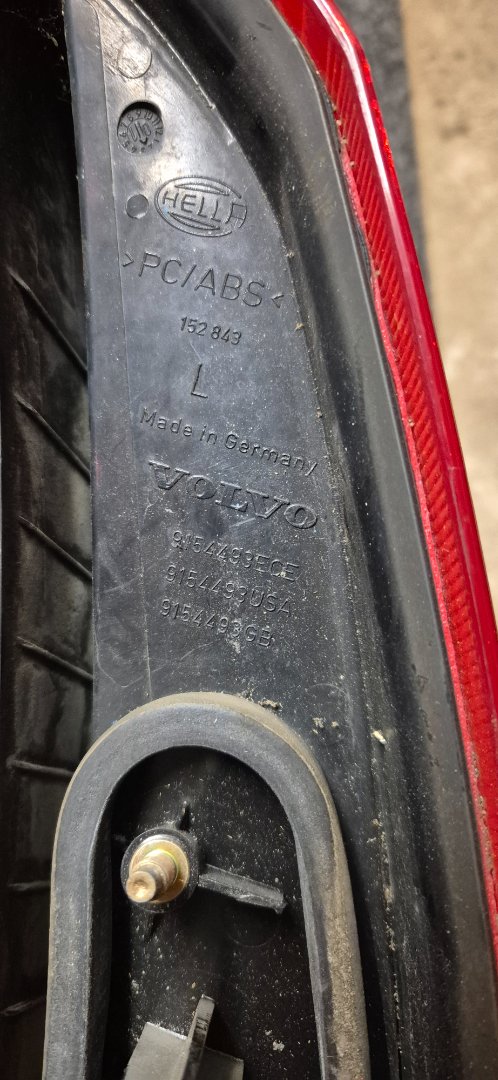 HELLA
>PC/ABS<
152 843
L
Made in Germany
VOLVO
9154493ECE
9154493USA
9154493GB